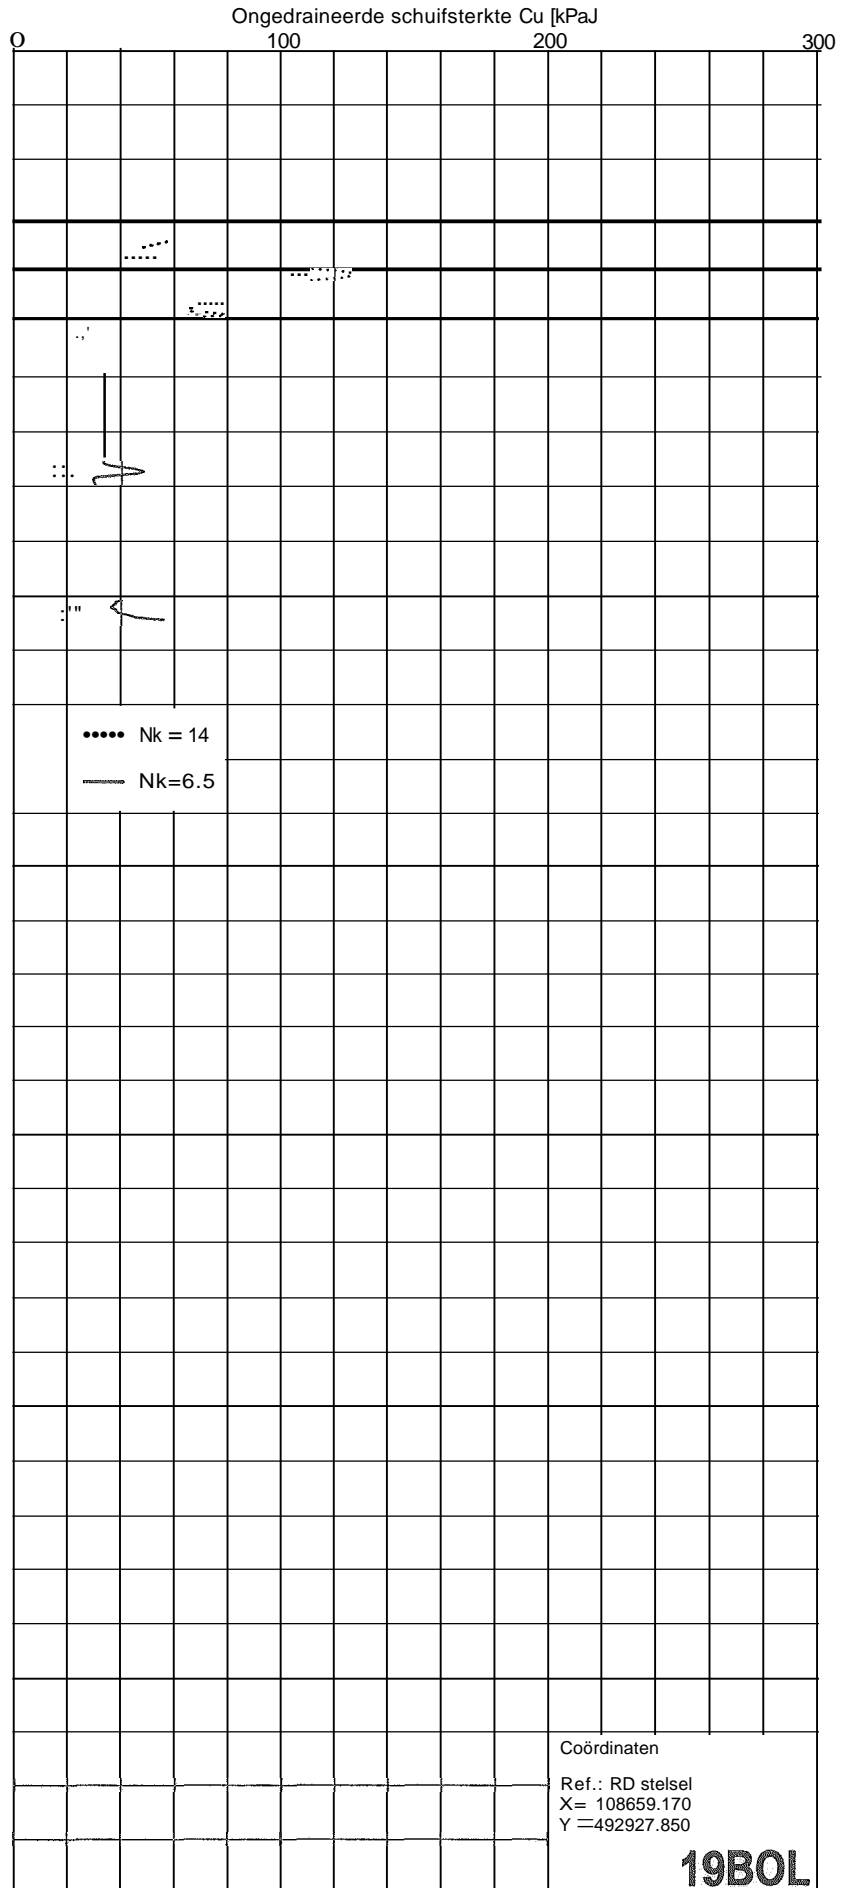 Ongedraineerde schuifsterkte Cu [kPaJ
O 100 200 300
Nk = 14
Nk=6.5
Coördinaten
Ref.: RD stelsel
X= 108659.170
Y =492927.850
19BOL